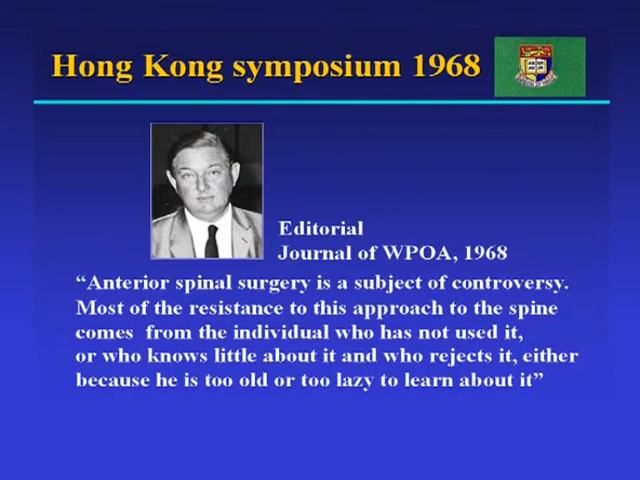 Hong Kong symposium 1968
Editorial
Journal of WPOA, 1968
“Anterior spinal surgery is a subject of controversy.
Most of the resistance to this approach to the spine
comes  from the individual who has not used it,
or who knows little about it and who rejects it, either
because he is too old or too lazy to learn about it”